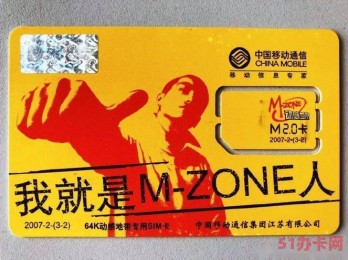 中国移动通信
CHINA MOBILE
移动信息专家
M-ZONE
M2.0卡
2007-2-(3-2)
我就是M-ZONE人
2007-2-(3-2)
64K动感地带专用SIM卡
中国移动通信集团江苏有限公司
51办卡网